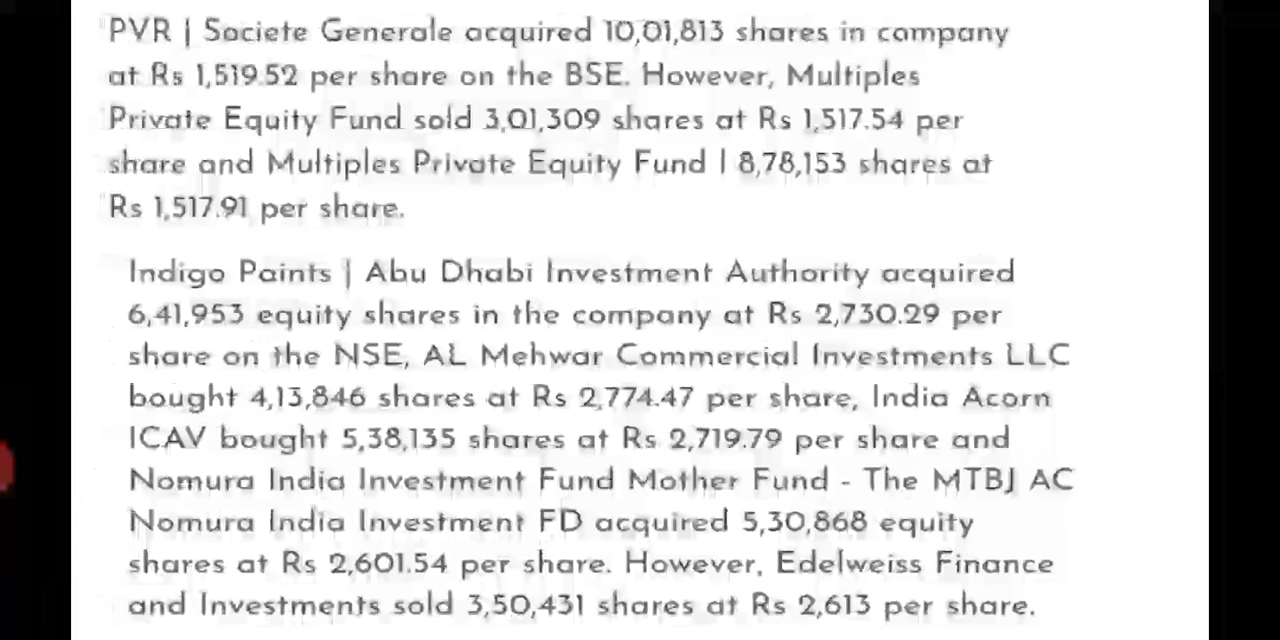 PVR | Societe Generale acquired 10,01,813 shares in company
at Rs 1,519.52 per share on the BSE. However, Multiples
Private Equity Fund sold 3,01,309 shares at Rs 1,517.54 per
share and Multiples Private Equity Fund I 8,78,153 shares at
Rs 1,517.91 per share.
Indigo Paints | Abu Dhabi Investment Authority acquired
6,41,953 equity shares in the company at Rs 2,730.29 per
share on the NSE, AL Mehwar Commercial Investments LLC
bought 4,13,846 shares at Rs 2,774.47 per share, India Acorn
ICAV bought 5,38,135 shares at Rs 2,719.79 per share and
Nomura India Investment Fund Mother Fund - The MTBJ AC
Nomura India Investment FD acquired 5,30,868 equity
shares at Rs 2,601.54 per share. However, Edelweiss Finance
and Investments sold 3,50,431 shares at Rs 2,613 per share.